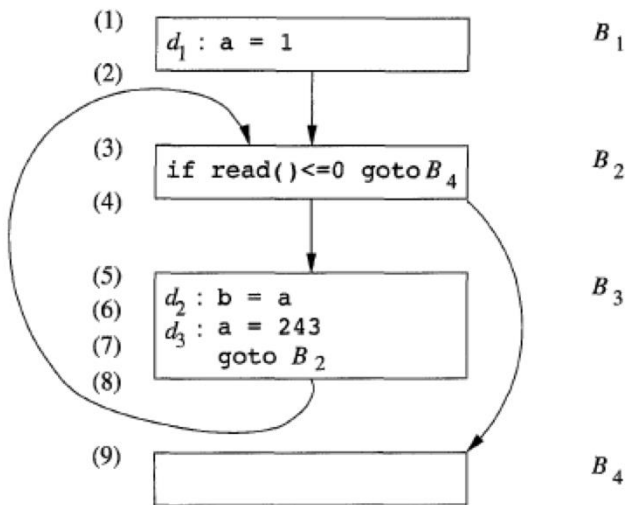 (1)
d1 : a = 1
B1
(2)
(3)
if read()<=0 goto B4
B2
(4)
(5)
d2 : b = a
B3
(6)
d3 : a = 243
(7)
goto B2
(8)
(9)
B4